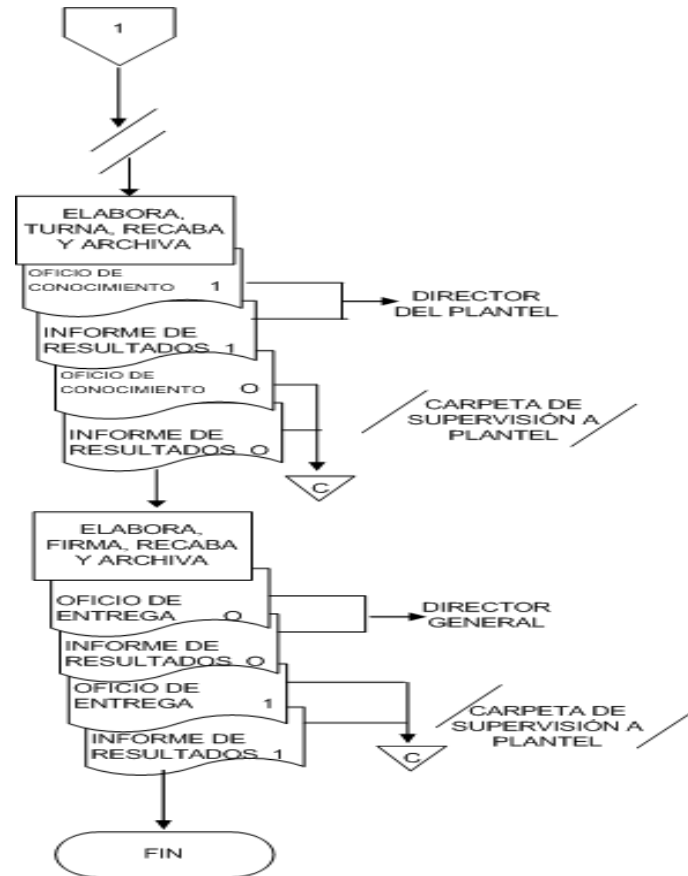 1
ELABORA,
TURNA, RECABA
Y ARCHIVA
OFICIO DE
CONOCIMIENTO 1
INFORME DE
RESULTADOS 1
DIRECTOR
DEL PLANTEL
OFICIO DE
CONOCIMIENTO O
INFORME DE
RESULTADOS O
C
CARPETA DE
SUPERVISIÓN A
PLANTEL
ELABORA,
FIRMA, RECABA
Y ARCHIVA
OFICIO DE
ENTREGA O
INFORME DE
RESULTADOS O
DIRECTOR
GENERAL
OFICIO DE
ENTREGA 1
INFORME DE
RESULTADOS 1
C
CARPETA DE
SUPERVISIÓN A
PLANTEL
FIN